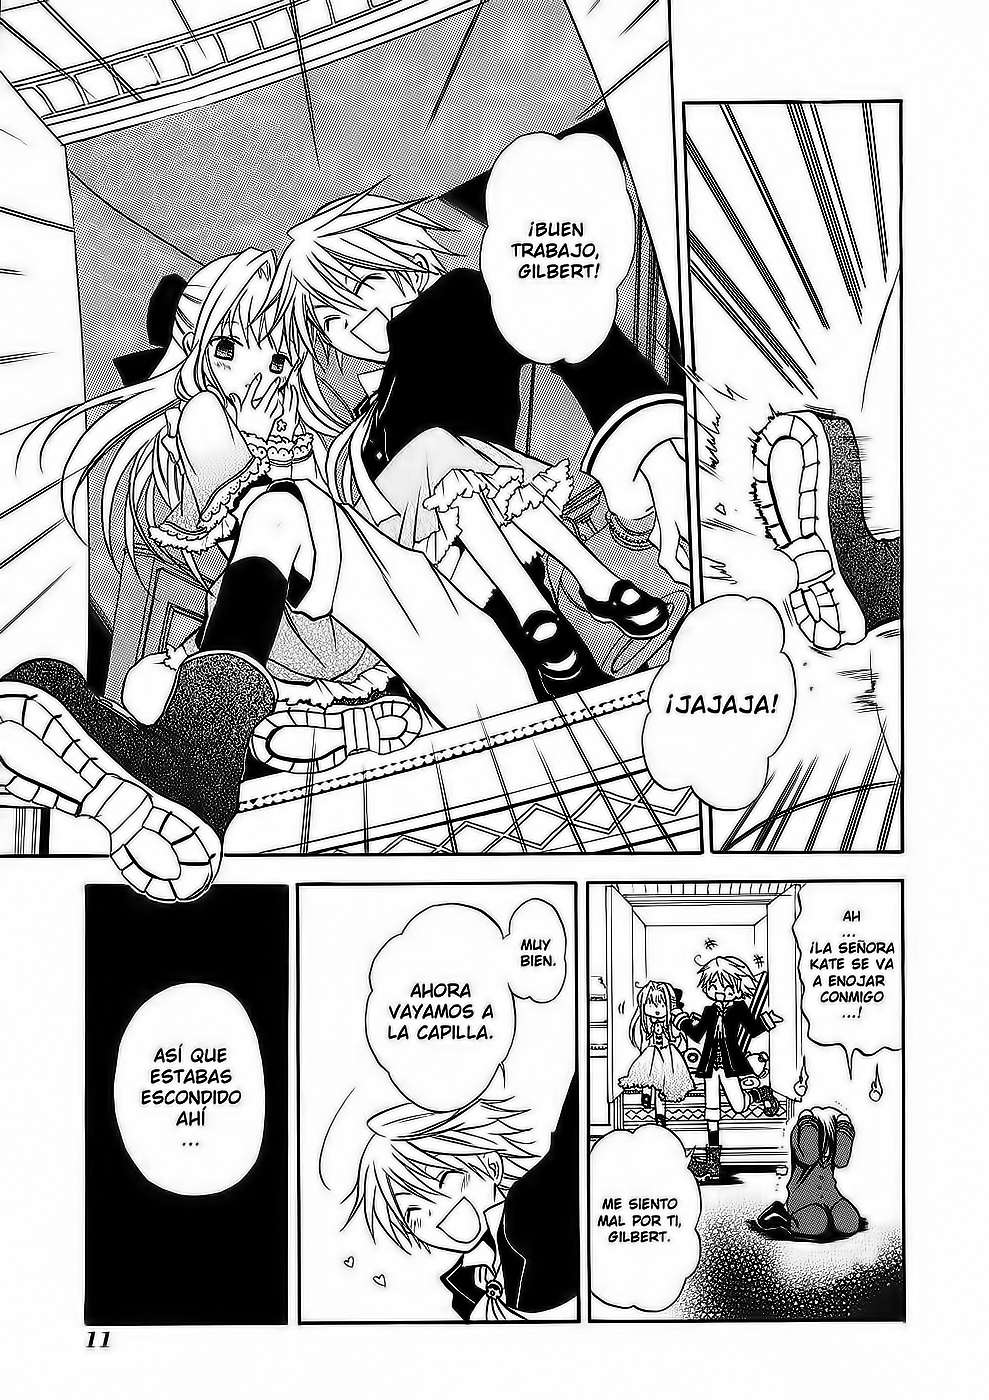 ¡BUEN
TRABAJO,
GILBERT!
¡JAJAJA!
AH
...
¡LA SEÑORA
KATE SE VA
A ENOJAR
CONMIGO
...!
ME SIENTO
MAL POR TI,
GILBERT.
MUY
BIEN.
AHORA
VAYAMOS A
LA CAPILLA.
ASÍ QUE
ESTABAS
ESCONDIDO
AHÍ
...
11